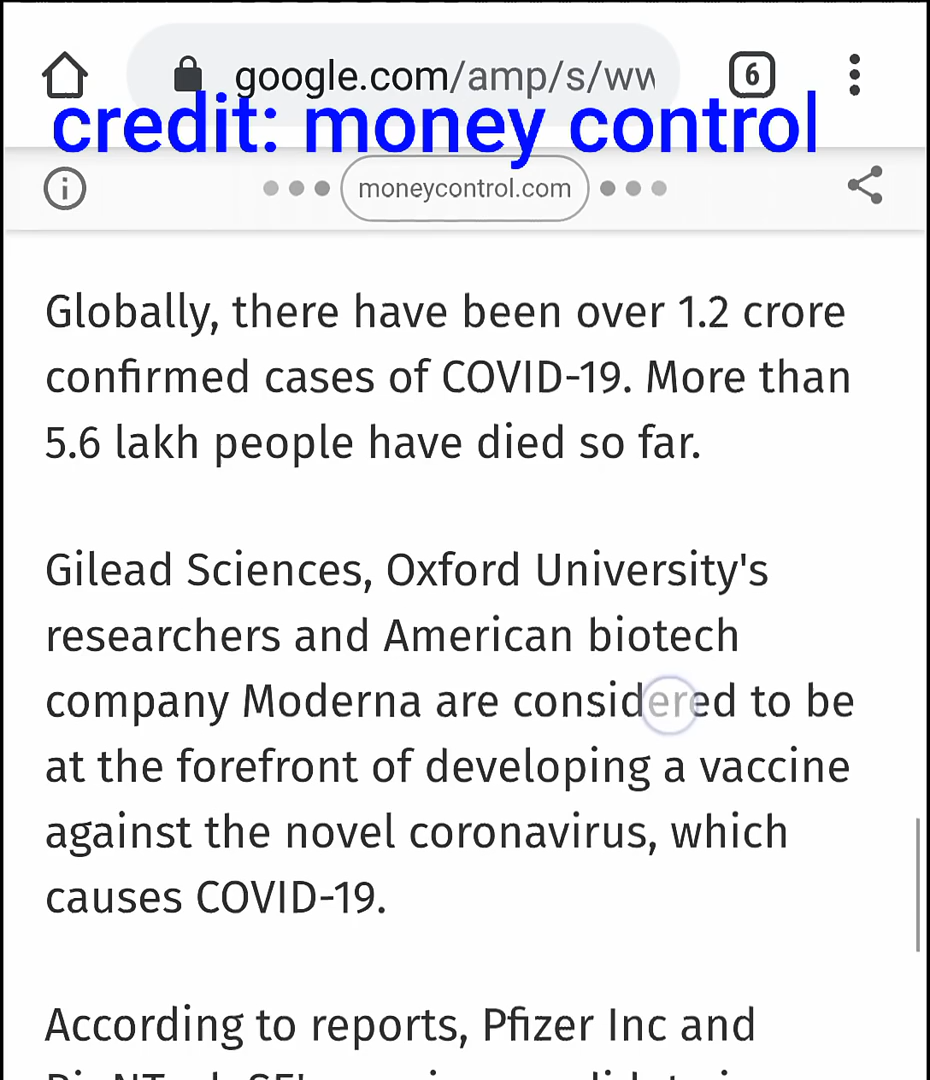 google.com/amp/s/ww
6
credit: money control
moneycontrol.com
Globally, there have been over 1.2 crore
confirmed cases of COVID-19. More than
5.6 lakh people have died so far.
Gilead Sciences, Oxford University's
researchers and American biotech
company Moderna are considered to be
at the forefront of developing a vaccine
against the novel coronavirus, which
causes COVID-19.
According to reports, Pfizer Inc and